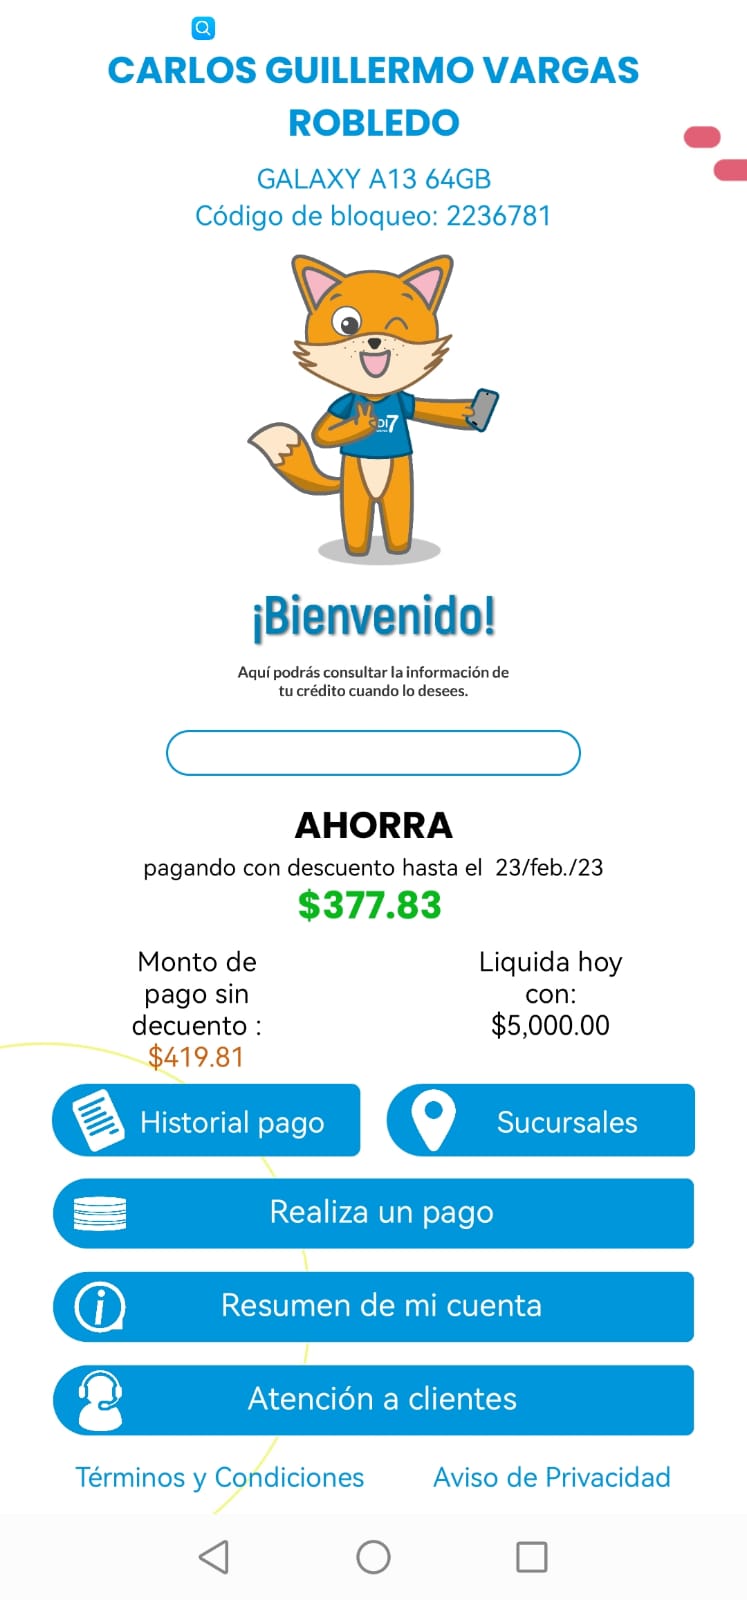 CARLOS GUILLERMO VARGAS
ROBLEDO
GALAXY A13 64GB
Código de bloqueo: 2236781
¡Bienvenido!
Aquí podrás consultar la información de
tu crédito cuando lo desees.
AHORRA
pagando con descuento hasta el 23/feb./23
$377.83
Monto de
pago sin
decuento :
$419.81
Liquida hoy
con:
$5,000.00
Historial pago
Sucursales
Realiza un pago
Resumen de mi cuenta
Atención a clientes
Términos y Condiciones
Aviso de Privacidad